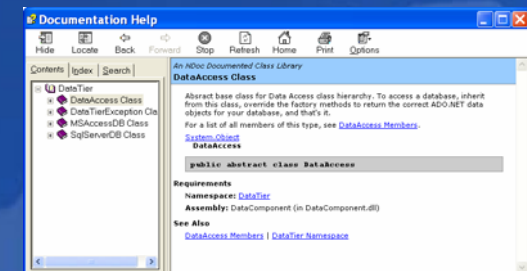 Documentation Help
Hide Locate Back Forward Stop Refresh Home Print Options
Contents Index Search
DataTier
DataAccess Class
DataTierException Cla
MSAccessDB Class
SqlServerDB Class
An NDoc Documented Class Library
DataAccess Class
Absract base class for Data Access class hierarchy. To access a database, inherit
from this class, override the factory methods to return the correct ADO.NET data
objects for your database, and that's it.
For a list of all members of this type, see DataAccess Members.
System.Object
DataAccess
public abstract class DataAccess
Requirements
Namespace: DataTier
Assembly: DataComponent (in DataComponent.dll)
See Also
DataAccess Members | DataTier Namespace